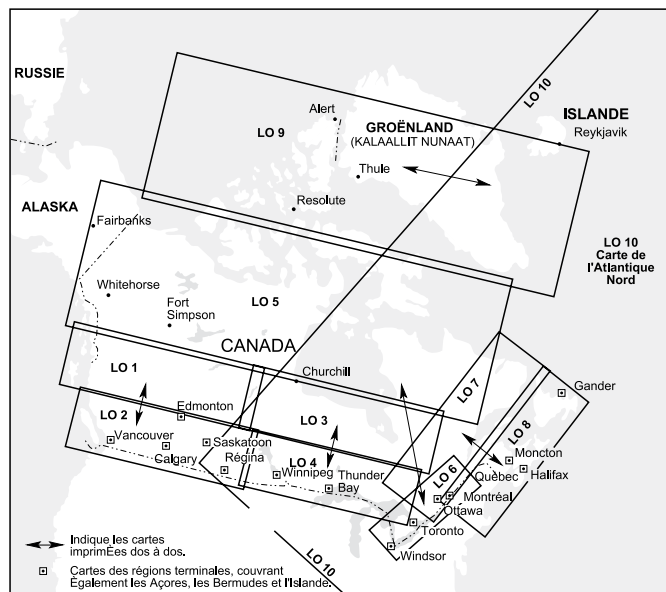 RUSSIE
LO 10
ISLANDE
Reykjavik
Alert
LO 9
GROËNLAND
(KALAALLIT NUNAAT)
Thule
Resolute
ALASKA
Fairbanks
LO 10
Carte de
l'Atlantique
Nord
Whitehorse
LO 5
Fort
Simpson
CANADA
Churchill
LO 1
LO 7
Gander
LO 2
Edmonton
LO 3
LO 8
Vancouver
Saskatoon
Calgary
Régina
LO 4
Winnipeg
Thunder
Bay
LO 6
Moncton
Quèbec
Halifax
Montréal
Ottawa
Toronto
Windsor
LO 10
Indique les cartes
imprimÈes dos à dos.
Cartes des régions terminales, couvrant
Également les Açores, les Bermudes et l'Islande.